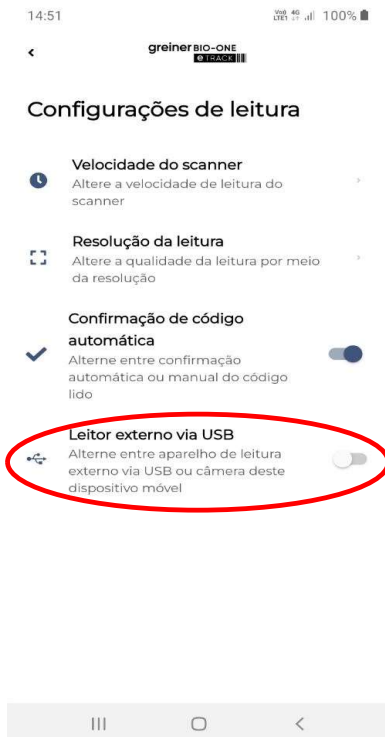 14:51
Vo) 4G LTE1 100%
greiner BIO-ONE
e TRACK
Configurações de leitura
Velocidade do scanner
Altere a velocidade de leitura do
scanner
Resolução da leitura
Altere a qualidade da leitura por meio
da resolução
Confirmação de código
automática
Alterne entre confirmação
automática ou manual do código
lido
Leitor externo via USB
Alterne entre aparelho de leitura
externo via USB ou câmera deste
dispositivo móvel